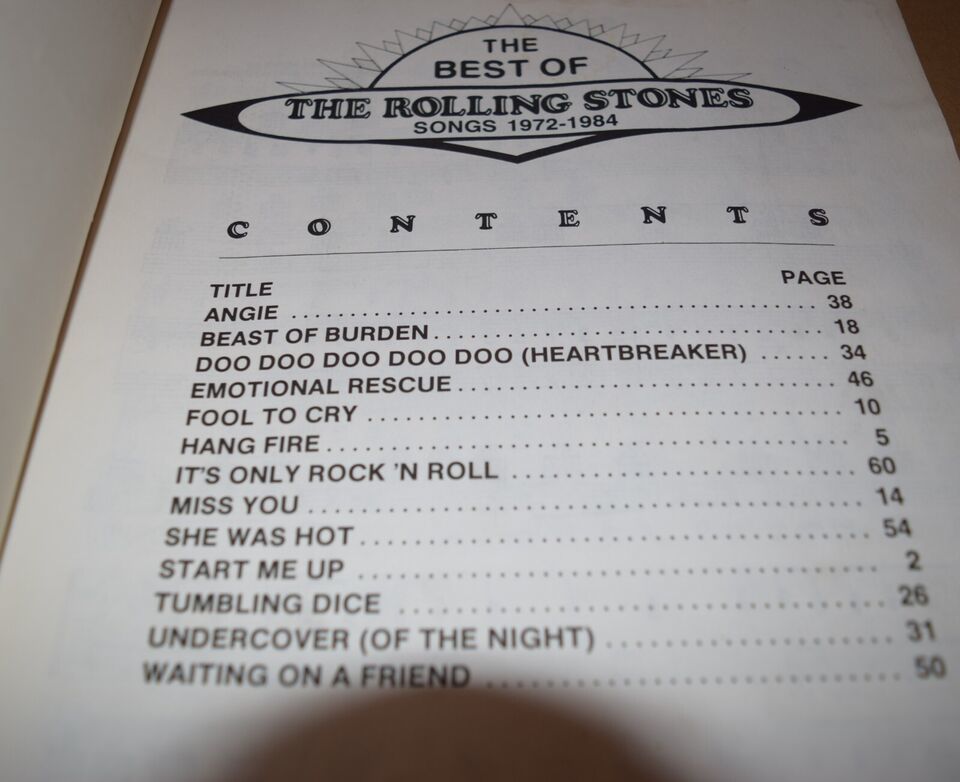 THE
BEST OF
THE ROLLING STONES
SONGS 1972-1984
CONTENTS
TITLE PAGE
ANGIE 38
BEAST OF BURDEN 18
DOO DOO DOO DOO DOO (HEARTBREAKER) 34
EMOTIONAL RESCUE 46
FOOL TO CRY 10
HANG FIRE 5
IT'S ONLY ROCK 'N ROLL 60
MISS YOU 14
SHE WAS HOT 54
START ME UP 2
TUMBLING DICE 26
UNDERCOVER (OF THE NIGHT) 31
WAITING ON A FRIEND 50